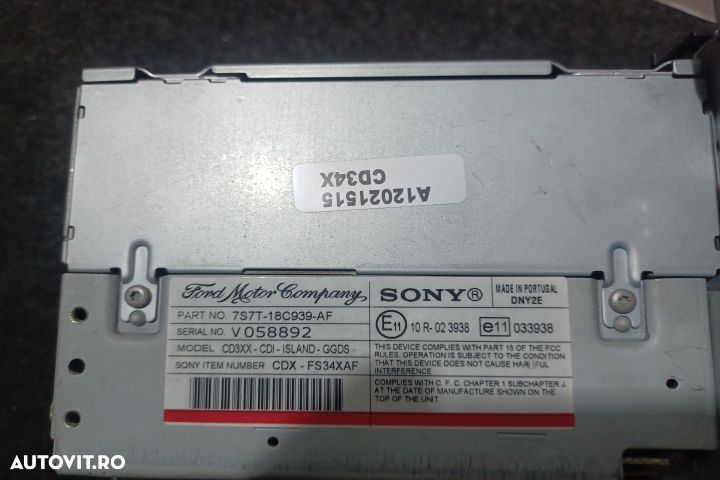 A12021515
CD34X
Ford Motor Company
PART NO. 7S7T-18C939-AF
SERIAL NO. V 058892
MODEL CD3XX - CDI - ISLAND - GGDS -
SONY ITEM NUMBER CDX - FS34XAF
SONY®
MADE IN PORTUGAL
DNY2E
E11 10 R- 02 3938 e11 033938
THIS DEVICE COMPLIES WITH PART 15 OF THE FCC
RULES. OPERATION IS SUBJECT TO THE CONDITION
THAT THIS DEVICE DOES NOT CAUSE HARMFUL
INTERFERENCE
COMPLIES WITH C. F. C. CHAPTER 1 SUBCHAPTER J
AT THE DATE OF MANUFACTURE SHOWN ON THE
TOP OF THE UNIT
AUTOVIT.RO